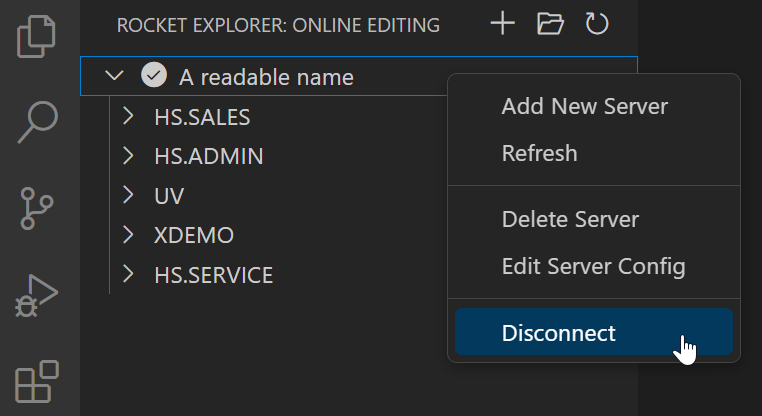 ROCKET EXPLORER: ONLINE EDITING
A readable name
HS.SALES
HS.ADMIN
UV
XDEMO
HS.SERVICE
Add New Server
Refresh
Delete Server
Edit Server Config
Disconnect